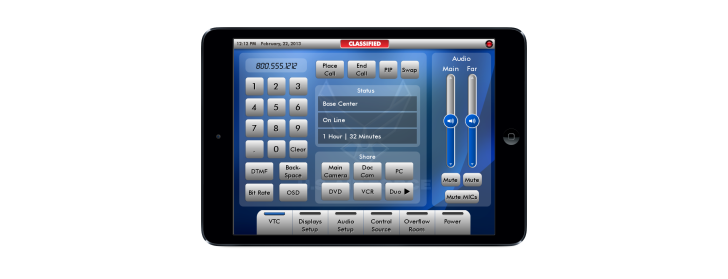 12:13 PM February, 22, 2013
CLASSIFIED
800.555.1212
1 2 3
4 5 6
7 8 9
. 0 Clear
DTMF
Back-
Space
Bit Rate
OSD
Place
Call
End
Call
PIP
Swap
Status
Base Center
On Line
1 Hour | 32 Minutes
Share
Main
Camera
Doc
Cam
PC
DVD
VCR
Duo
Audio
Main
Far
Mute
Mute
Mute MICs
VTC
Displays
Setup
Audio
Setup
Control
Source
Overflow
Room
Power